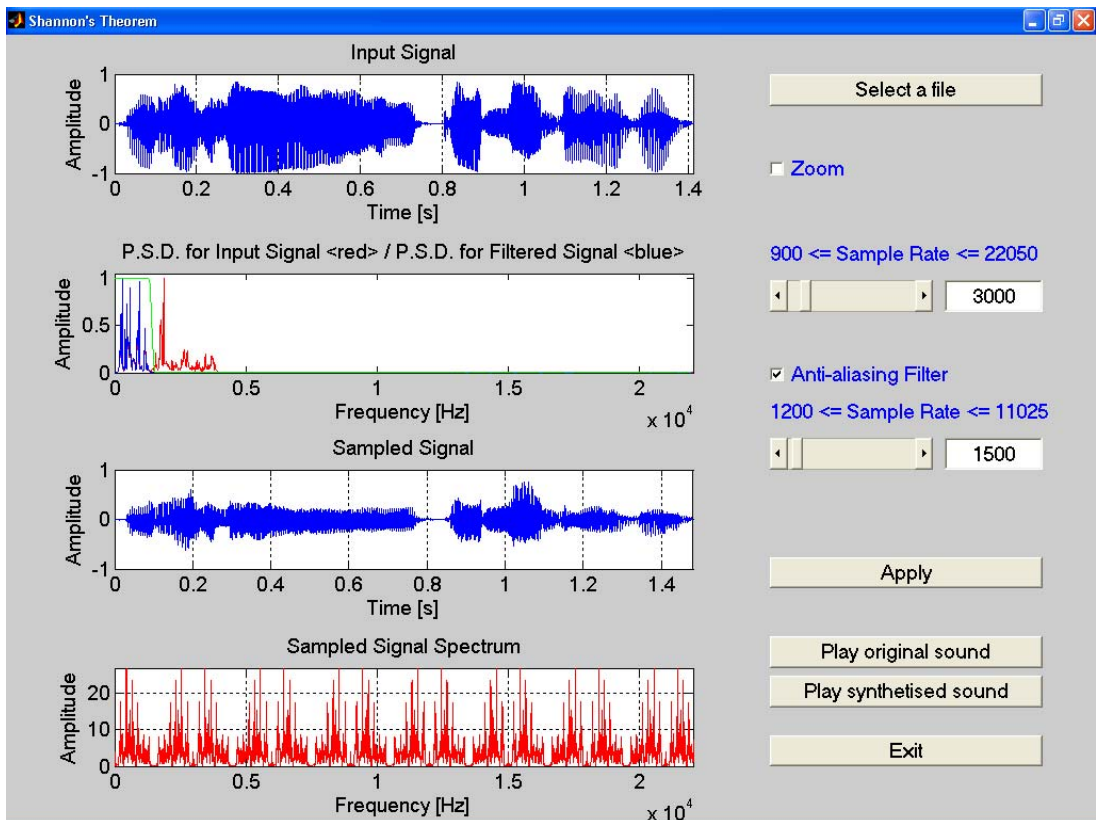 Shannon's Theorem
Input Signal
Amplitude
1
0
-1
0 0.2 0.4 0.6 0.8 1 1.2 1.4
Time [s]
P.S.D. for Input Signal <red> / P.S.D. for Filtered Signal <blue>
Amplitude
1
0.5
0
0 0.5 1 1.5 2
x 10^4
Frequency [Hz]
Sampled Signal
Amplitude
1
0
-1
0 0.2 0.4 0.6 0.8 1 1.2 1.4
Time [s]
Sampled Signal Spectrum
Amplitude
20
10
0
0 0.5 1 1.5 2
x 10^4
Frequency [Hz]
Select a file
Zoom
900 <= Sample Rate <= 22050
3000
Anti-aliasing Filter
1200 <= Sample Rate <= 11025
1500
Apply
Play original sound
Play synthetised sound
Exit